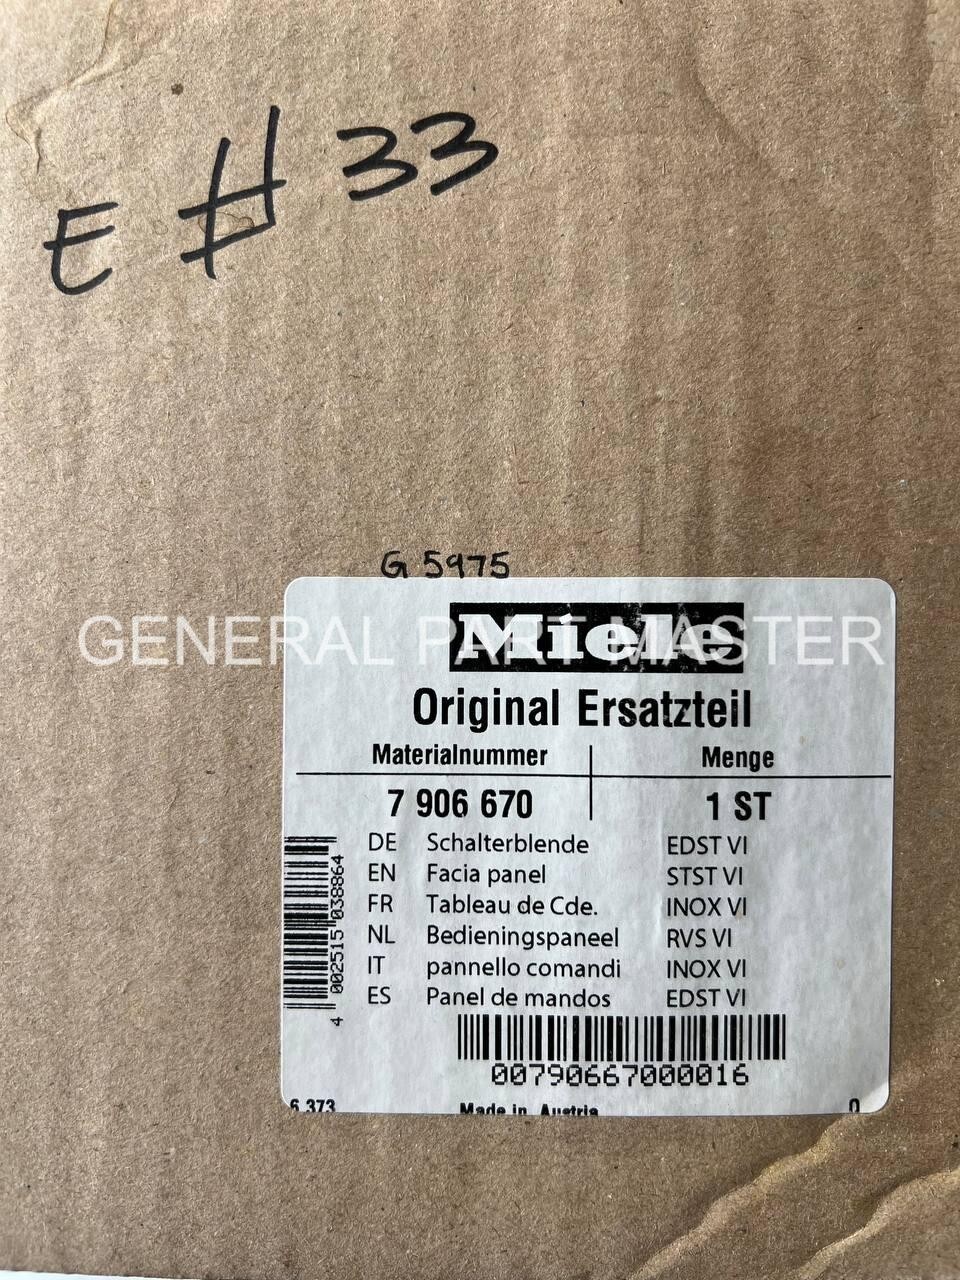 E # 33
G 5975
GENERAL PART MASTER
Miele
Original Ersatzteil
Materialnummer Menge
7 906 670 1 ST
DE Schalterblende EDST VI
EN Facia panel STST VI
FR Tableau de Cde. INOX VI
NL Bedieningspaneel RVS VI
IT pannello comandi INOX VI
ES Panel de mandos EDST VI
4 002515 038864
00790667000016
6.373 Made in Austria 0